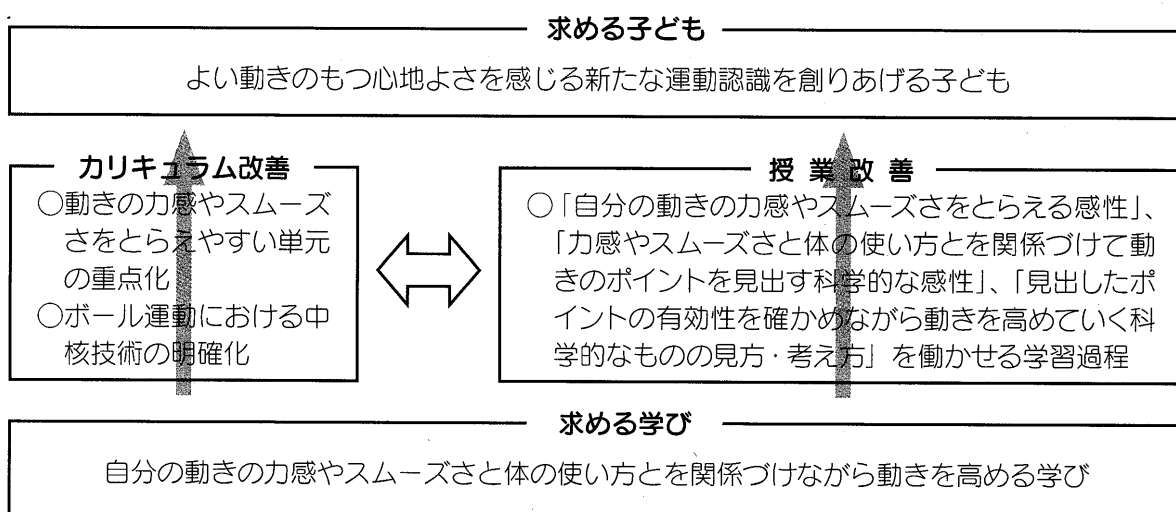 求める子ども
よい動きのもつ心地よさを感じる新たな運動認識を創りあげる子ども
カリキュラム改善
○動きの力感やスムーズ
さをとらえやすい単元
の重点化
○ボール運動における中
核技術の明確化
授業改善
○「自分の動きの力感やスムーズさをとらえる感性」、
「力感やスムーズさと体の使い方とを関係づけて動
きのポイントを見出す科学的な感性」、「見出したポ
イントの有効性を確かめながら動きを高めていく科
学的なものの見方・考え方」を働かせる学習過程
求める学び
自分の動きの力感やスムーズさと体の使い方とを関係づけながら動きを高める学び